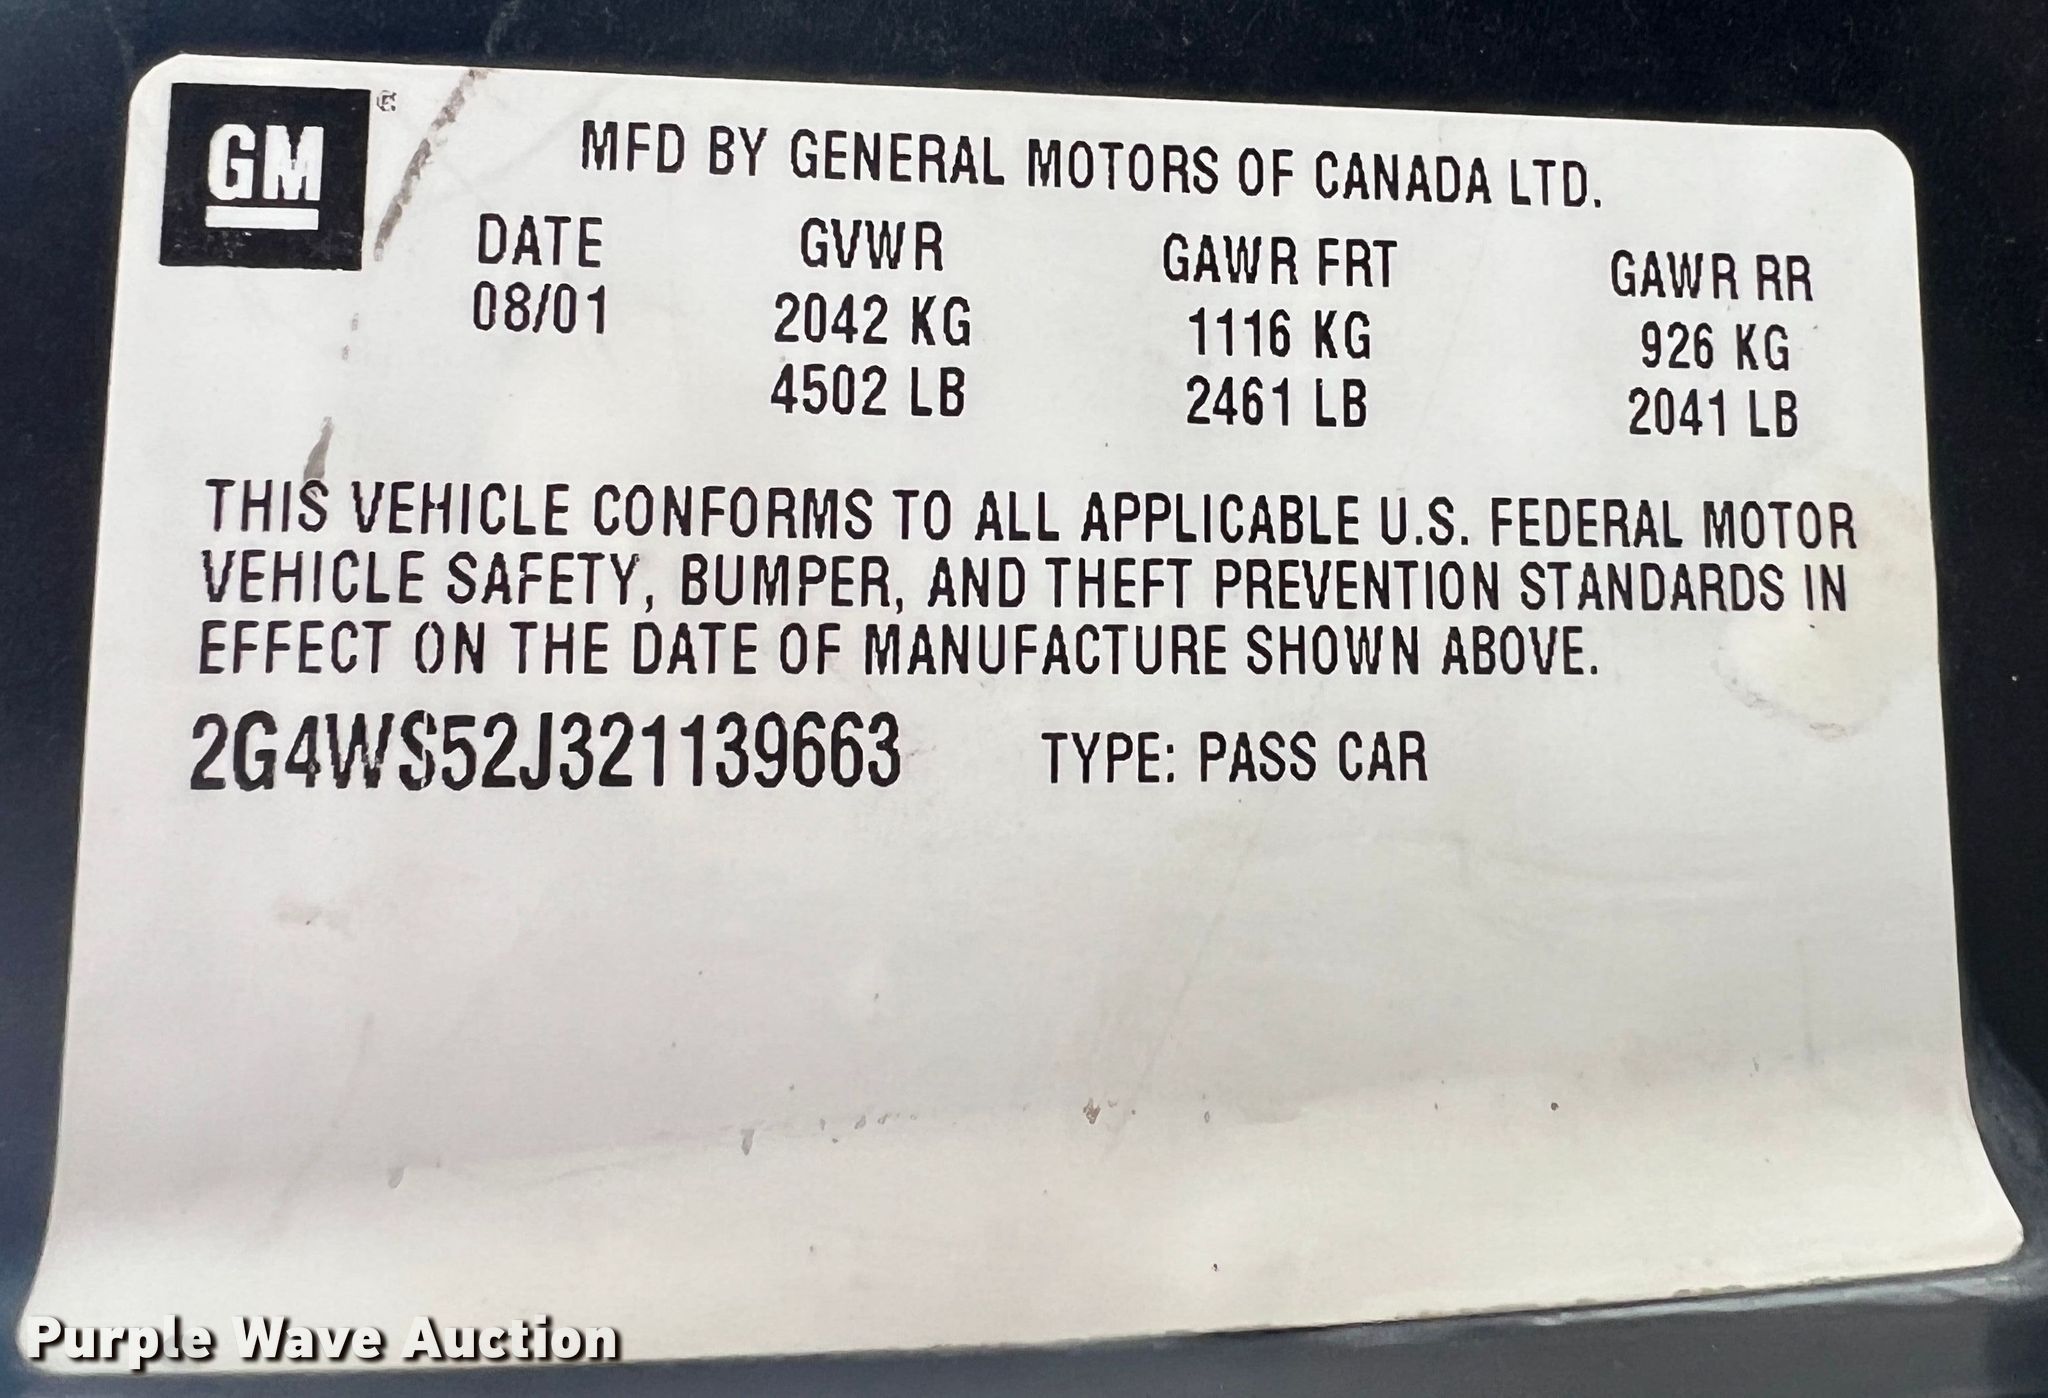 GM
MFD BY GENERAL MOTORS OF CANADA LTD.
DATE GVWR GAWR FRT GAWR RR
08/01 2042 KG 1116 KG 926 KG
4502 LB 2461 LB 2041 LB
THIS VEHICLE CONFORMS TO ALL APPLICABLE U.S. FEDERAL MOTOR
VEHICLE SAFETY, BUMPER, AND THEFT PREVENTION STANDARDS IN
EFFECT ON THE DATE OF MANUFACTURE SHOWN ABOVE.
2G4WS52J321139663 TYPE: PASS CAR
Purple Wave Auction